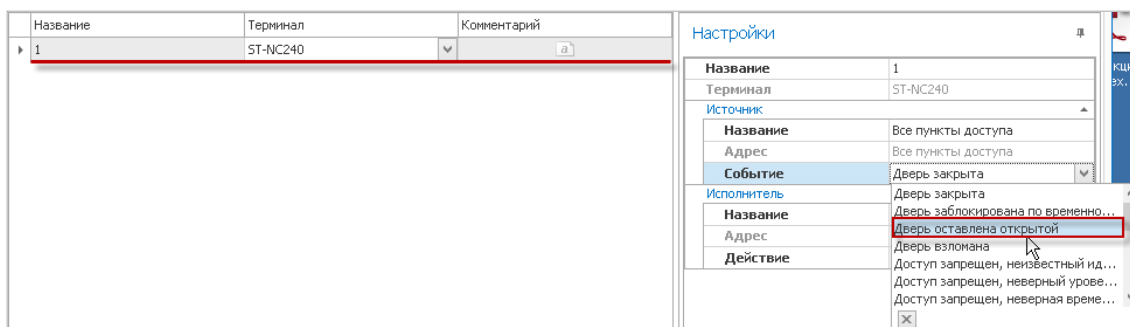 Название Терминал Комментарий
1 ST-NC240
Настройки
Название 1
Терминал ST-NC240
Источник
Название Все пункты доступа
Адрес Все пункты доступа
Событие Дверь закрыта
Исполнитель
Название
Адрес
Действие
Дверь закрыта
Дверь заблокирована по временно...
Дверь оставлена открытой
Дверь взломана
Доступ запрещен, неизвестный ид...
Доступ запрещен, неверный урове...
Доступ запрещен, неверная време...